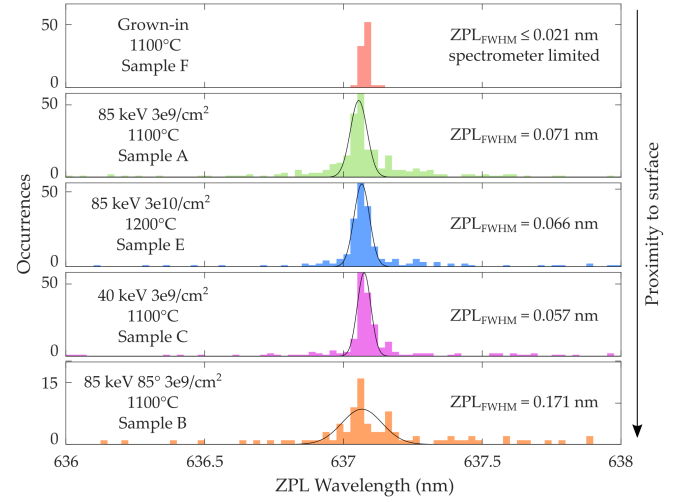 50
0
Grown-in
1100°C
Sample F
ZPL_FWHM ≤ 0.021 nm
spectrometer limited
50
0
85 keV 3e9/cm²
1100°C
Sample A
ZPL_FWHM = 0.071 nm
50
0
85 keV 3e10/cm²
1200°C
Sample E
ZPL_FWHM = 0.066 nm
50
0
40 keV 3e9/cm²
1100°C
Sample C
ZPL_FWHM = 0.057 nm
15
0
85 keV 85° 3e9/cm²
1100°C
Sample B
ZPL_FWHM = 0.171 nm
Occurrences
Proximity to surface
636 636.5 637 637.5 638
ZPL Wavelength (nm)